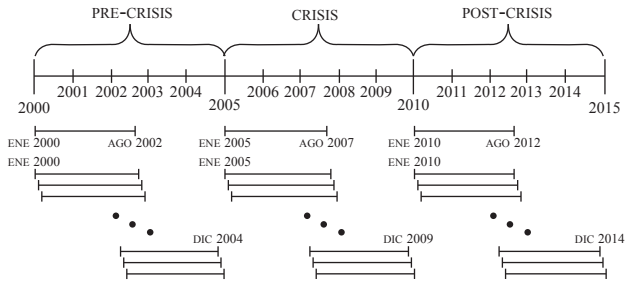 PRE-CRISIS CRISIS POST-CRISIS
2000 2001 2002 2003 2004 2005 2006 2007 2008 2009 2010 2011 2012 2013 2014 2015
ENE 2000 AGO 2002 ENE 2005 AGO 2007 ENE 2010 AGO 2012
ENE 2000 ENE 2005 ENE 2010
DIC 2004 DIC 2009 DIC 2014